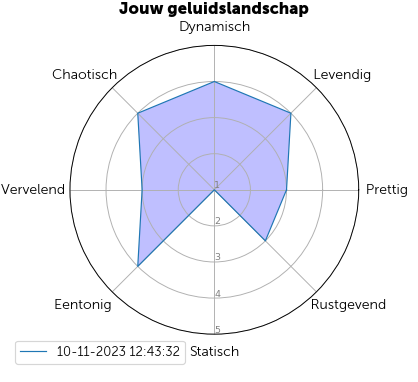 Jouw geluidslandschap
Dynamisch
Chaotisch
Levendig
Vervelend
1
Prettig
2
3
4
Eentonig
Rustgevend
5
10-11-2023 12:43:32
Statisch